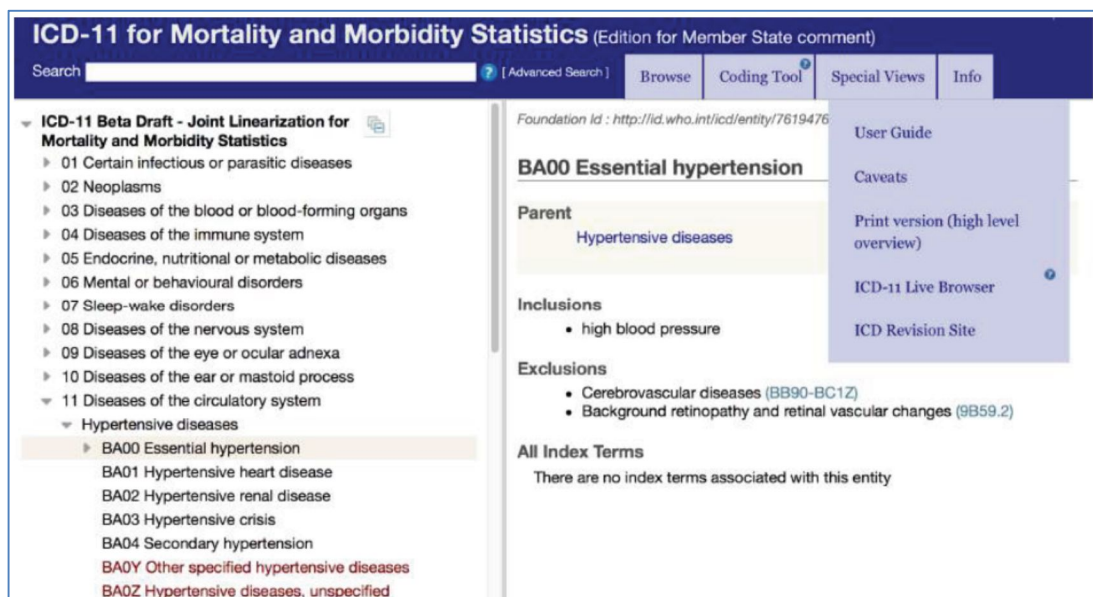 ICD-11 for Mortality and Morbidity Statistics (Edition for Member State comment)
Search
? [ Advanced Search ]
Browse
Coding Tool ?
Special Views
Info
ICD-11 Beta Draft - Joint Linearization for
Mortality and Morbidity Statistics
01 Certain infectious or parasitic diseases
02 Neoplasms
03 Diseases of the blood or blood-forming organs
04 Diseases of the immune system
05 Endocrine, nutritional or metabolic diseases
06 Mental or behavioural disorders
07 Sleep-wake disorders
08 Diseases of the nervous system
09 Diseases of the eye or ocular adnexa
10 Diseases of the ear or mastoid process
11 Diseases of the circulatory system
Hypertensive diseases
BA00 Essential hypertension
BA01 Hypertensive heart disease
BA02 Hypertensive renal disease
BA03 Hypertensive crisis
BA04 Secondary hypertension
BA0Y Other specified hypertensive diseases
BA0Z Hypertensive diseases, unspecified
Foundation Id : http://id.who.int/icd/entity/7619476
BA00 Essential hypertension
Parent
Hypertensive diseases
Inclusions
• high blood pressure
Exclusions
• Cerebrovascular diseases (BB90-BC1Z)
• Background retinopathy and retinal vascular changes (9B59.2)
All Index Terms
There are no index terms associated with this entity
User Guide
Caveats
Print version (high level
overview)
ICD-11 Live Browser ?
ICD Revision Site